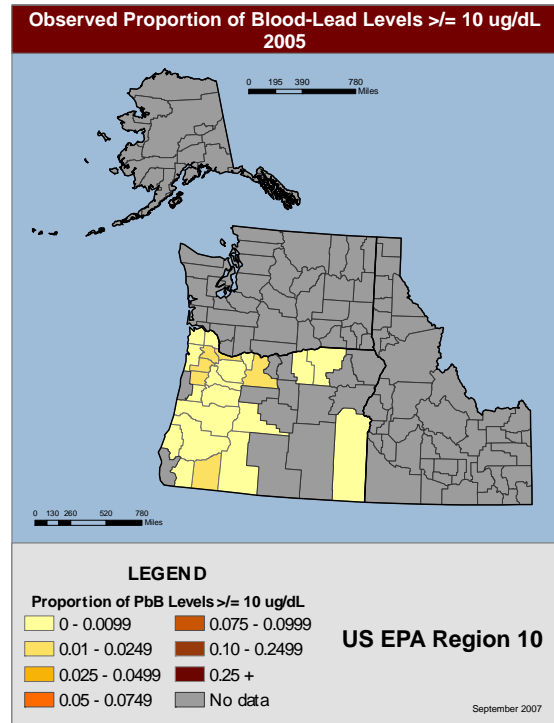 Observed Proportion of Blood-Lead Levels >/= 10 ug/dL
2005
0 195 390 780
Miles
0 130 260 520 780
Miles
LEGEND
Proportion of PbB Levels >/= 10 ug/dL
0 - 0.0099
0.01 - 0.0249
0.025 - 0.0499
0.05 - 0.0749
0.075 - 0.0999
0.10 - 0.2499
0.25 +
No data
US EPA Region 10
September 2007